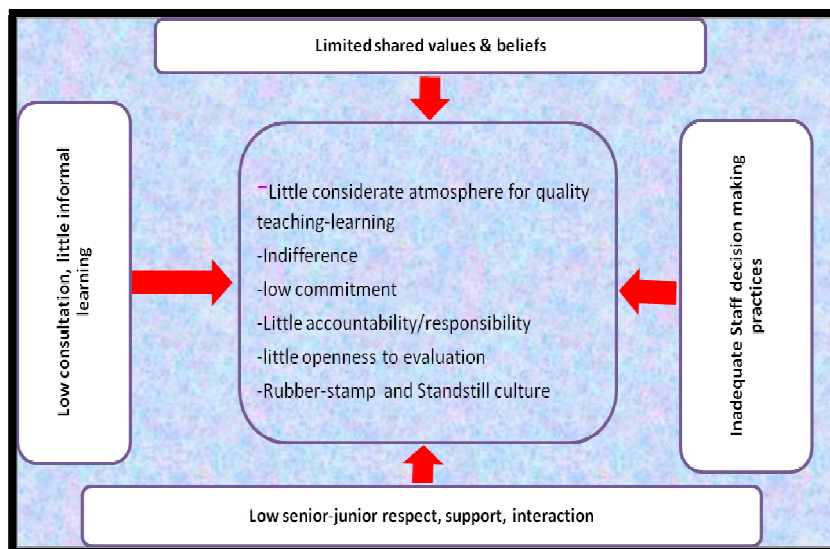 Limited shared values & beliefs
Low consultation, little informal
learning
-Little considerate atmosphere for quality
teaching-learning
-Indifference
-low commitment
-Little accountability/responsibility
-little openness to evaluation
-Rubber-stamp and Standstill culture
Inadequate Staff decision making
practices
Low senior-junior respect, support, interaction